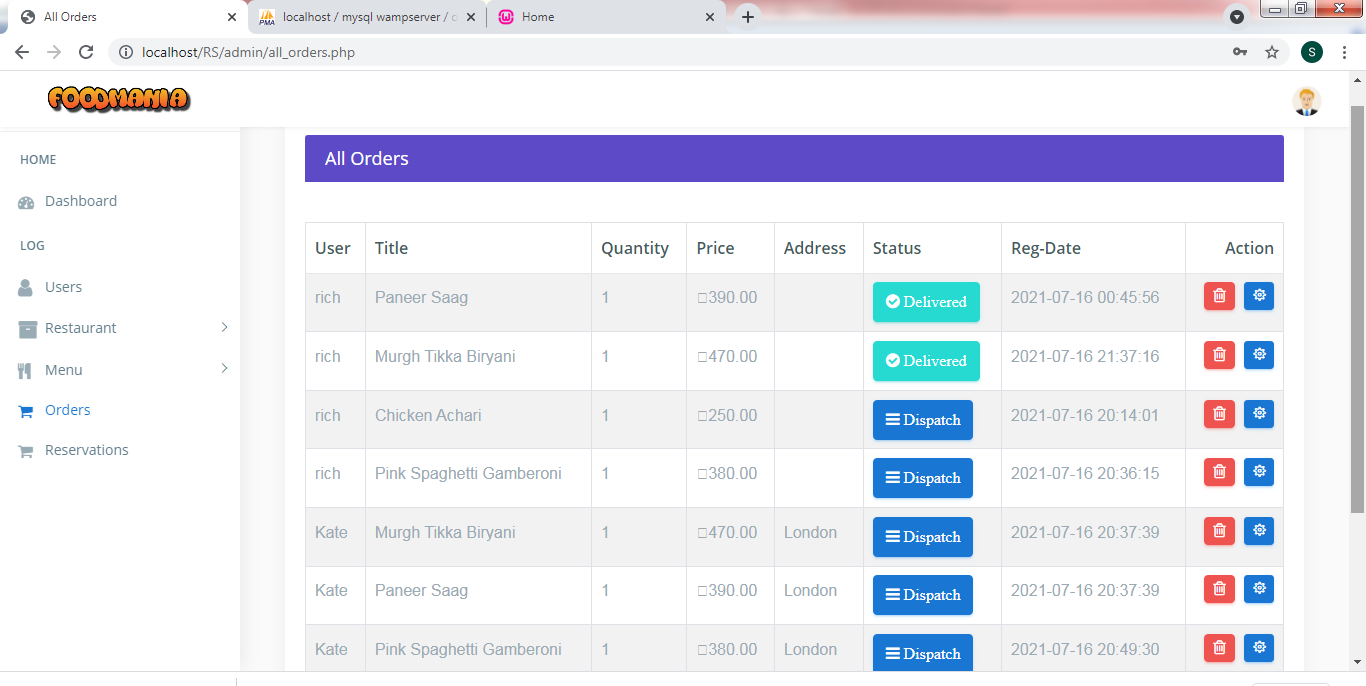 All Orders
localhost / mysql wampserver / c
Home
localhost/RS/admin/all_orders.php
S
FOODMANIA
HOME
Dashboard
LOG
Users
Restaurant
Menu
Orders
Reservations
All Orders
User Title Quantity Price Address Status Reg-Date Action
rich Paneer Saag 1 □390.00 Delivered 2021-07-16 00:45:56
rich Murgh Tikka Biryani 1 □470.00 Delivered 2021-07-16 21:37:16
rich Chicken Achari 1 □250.00 Dispatch 2021-07-16 20:14:01
rich Pink Spaghetti Gamberoni 1 □380.00 Dispatch 2021-07-16 20:36:15
Kate Murgh Tikka Biryani 1 □470.00 London Dispatch 2021-07-16 20:37:39
Kate Paneer Saag 1 □390.00 London Dispatch 2021-07-16 20:37:39
Kate Pink Spaghetti Gamberoni 1 □380.00 London Dispatch 2021-07-16 20:49:30